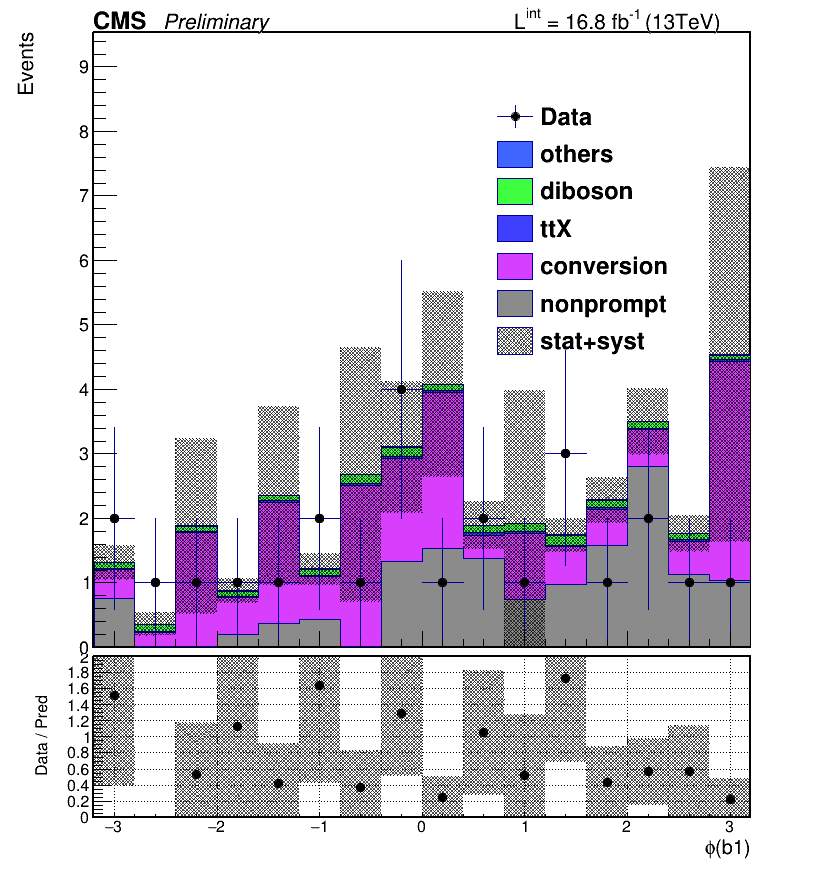 CMS Preliminary L^int = 16.8 fb^-1 (13TeV)
Events
9
8
7
6
5
4
3
2
1
0
Data
others
diboson
ttX
conversion
nonprompt
stat+syst
Data / Pred
2
1.8
1.6
1.4
1.2
1
0.8
0.6
0.4
0.2
0
−3 −2 −1 0 1 2 3
ϕ(b1)